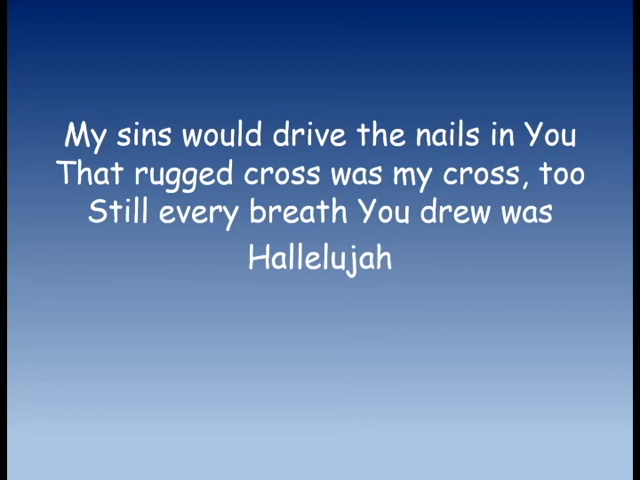 My sins would drive the nails in You
That rugged cross was my cross, too
Still every breath You drew was
Hallelujah